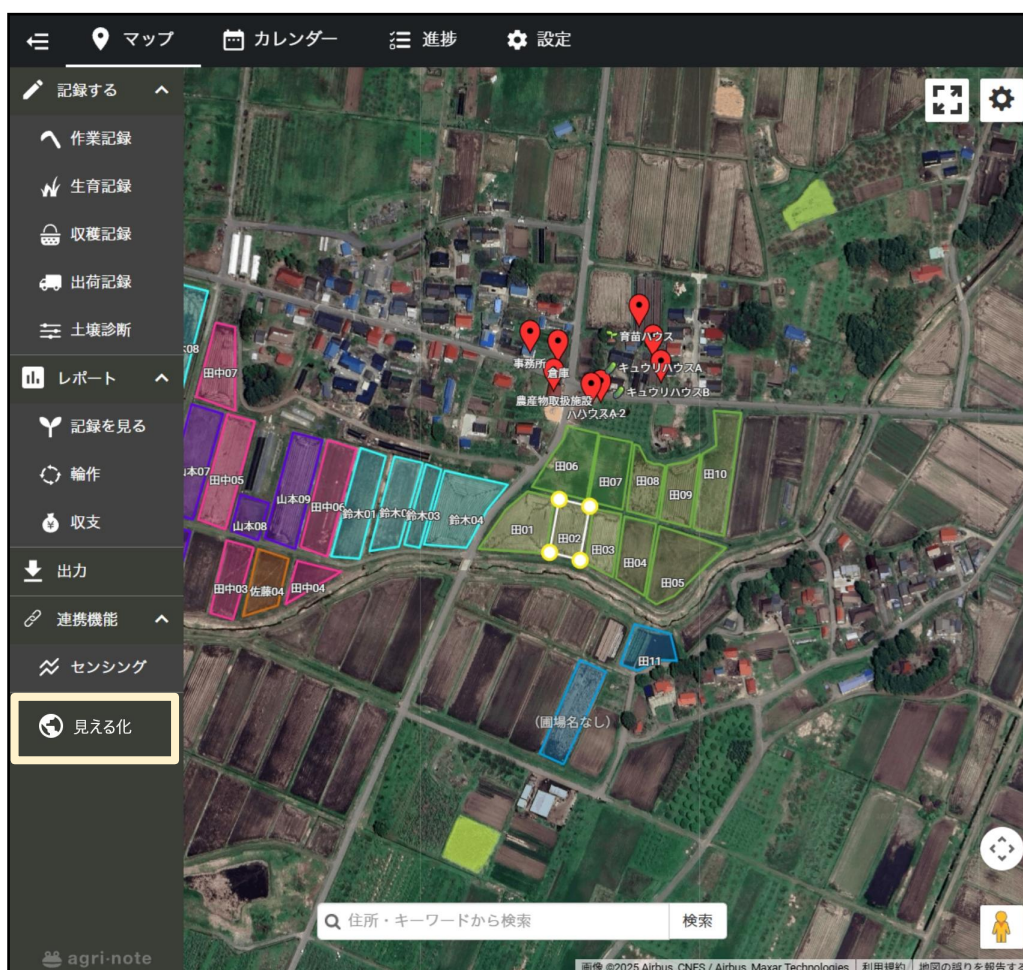 マップ
カレンダー
進捗
設定
記録する
作業記録
生育記録
収穫記録
出荷記録
土壌診断
レポート
記録を見る
輪作
収支
出力
連携機能
センシング
見える化
agri-note
育苗ハウス
事務所
倉庫
キュウリハウスA
キュウリハウスB
農産物取扱施設
田中07
田10
田06
田07
田08
田09
山本07
田中05
山本09
田中06
鈴木01
鈴木03
鈴木04
山本08
田01
田02
田03
田04
田05
田中03
佐藤04
田中04
田11
(圃場名なし)
住所・キーワードから検索
検索
画像 ©2025 Airbus, CNES / Airbus, Maxar Technologies
利用規約
地図の誤りを報告する